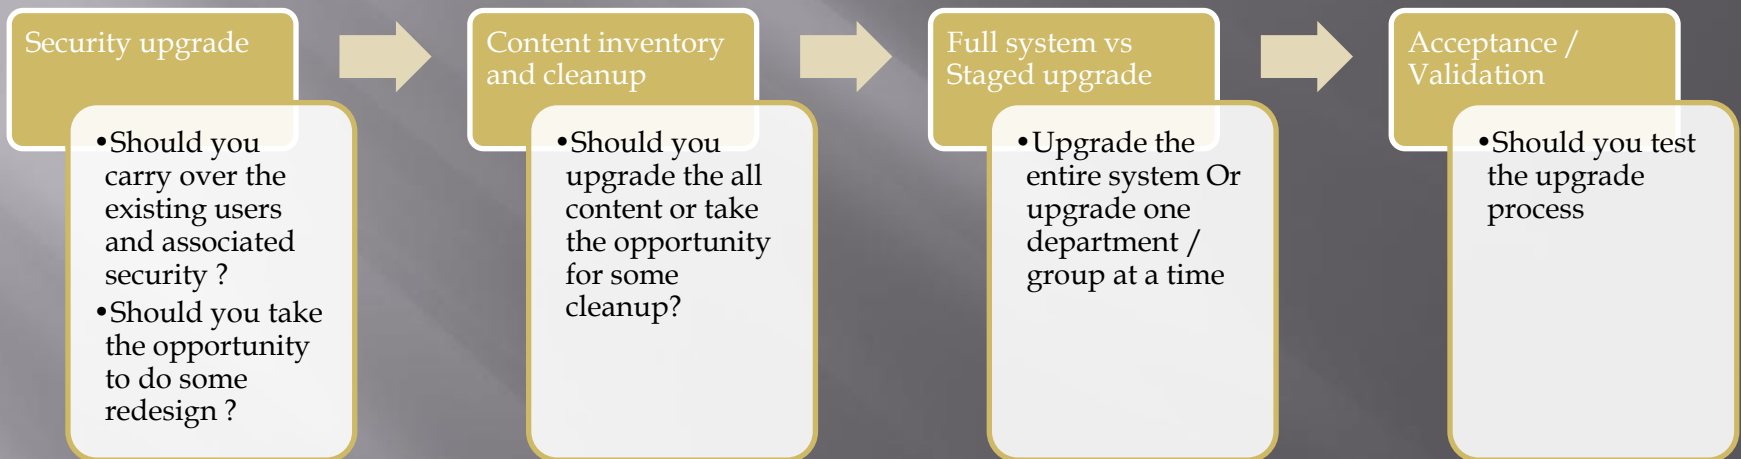 Security upgrade
•Should you
carry over the
existing users
and associated
security ?
•Should you take
the opportunity
to do some
redesign ?
Content inventory
and cleanup
•Should you
upgrade the all
content or take
the opportunity
for some
cleanup?
Full system vs
Staged upgrade
•Upgrade the
entire system Or
upgrade one
department /
group at a time
Acceptance /
Validation
•Should you test
the upgrade
process